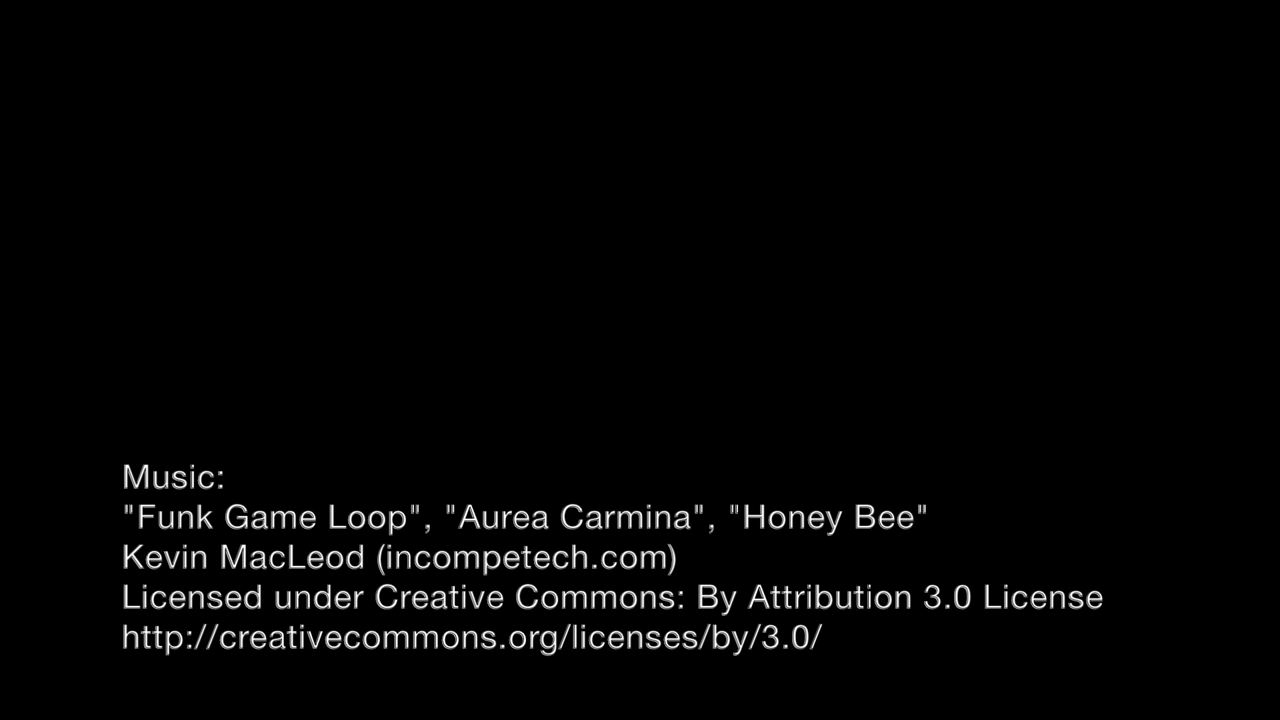 Music:
"Funk Game Loop", "Aurea Carmina", "Honey Bee"
Kevin MacLeod (incompetech.com)
Licensed under Creative Commons: By Attribution 3.0 License
http://creativecommons.org/licenses/by/3.0/